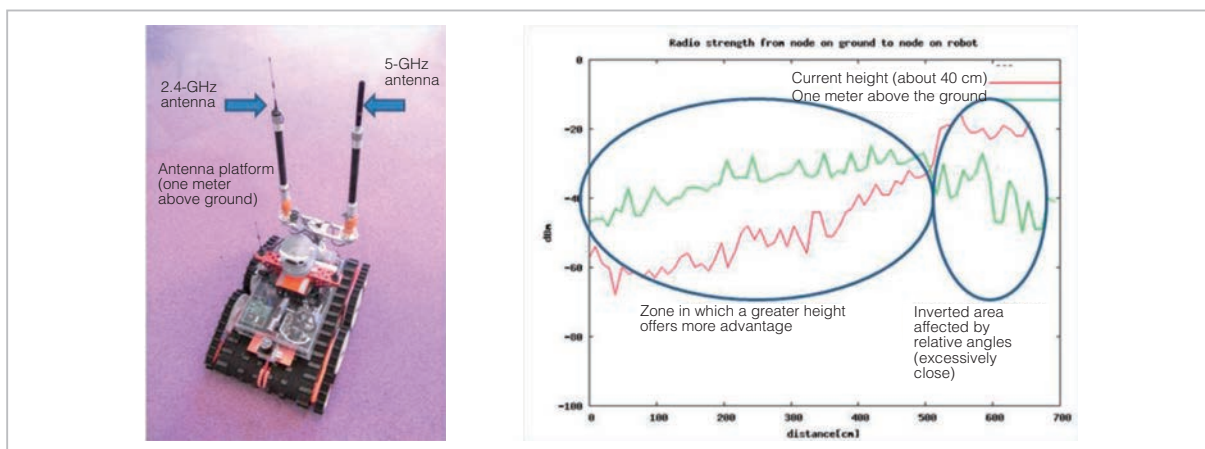 2.4-GHz
antenna
5-GHz
antenna
Antenna platform
(one meter
above ground)
Radio strength from node on ground to node on robot
Current height (about 40 cm)
One meter above the ground
0
-20
-40
-60
-80
-100
dBm
Zone in which a greater height
offers more advantage
Inverted area
affected by
relative angles
(excessively
close)
0
100
200
300
400
500
600
700
distance[cm]